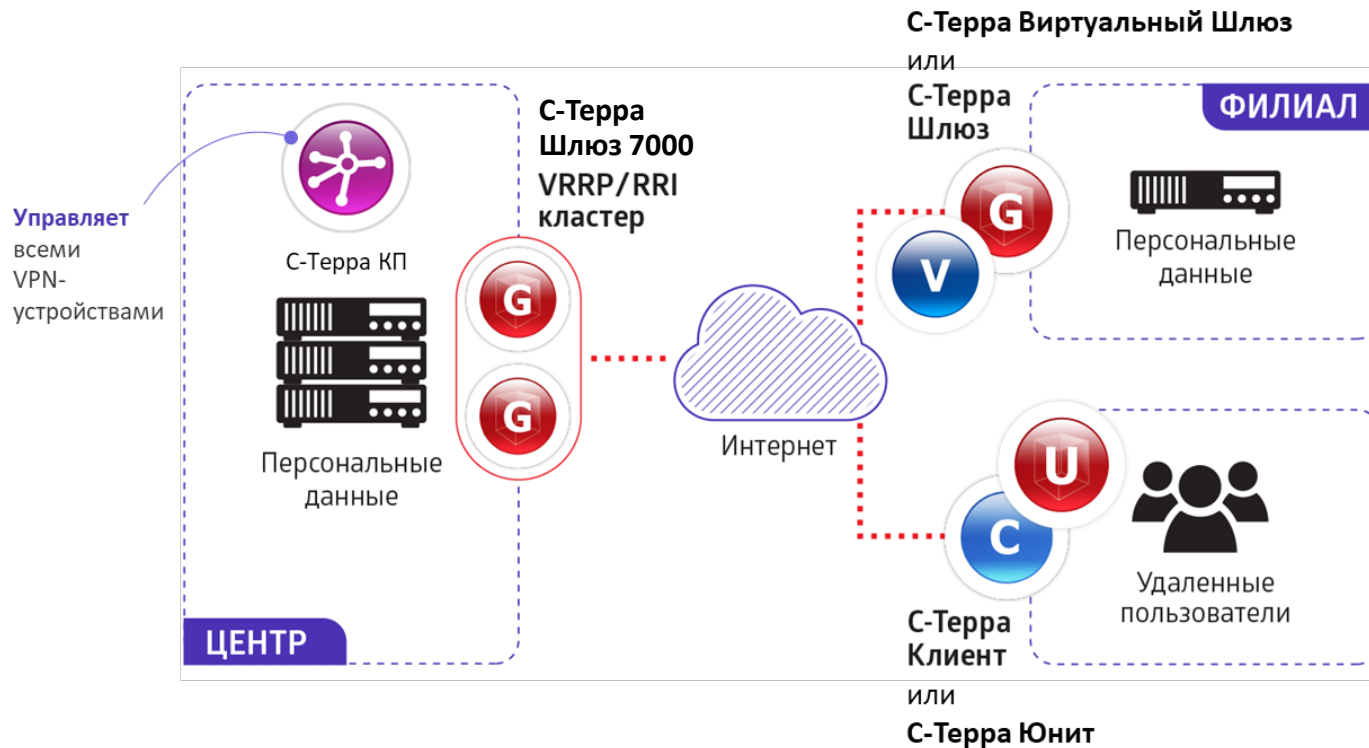 С-Терра Виртуальный Шлюз
или
С-Терра
Шлюз
ФИЛИАЛ
С-Терра
Шлюз 7000
VRRP/RRI
кластер
Управляет
всеми
VPN-
устройствами
С-Терра КП
G
G
G
V
Персональные
данные
Персональные
данные
Интернет
U
C
Удаленные
пользователи
ЦЕНТР
С-Терра
Клиент
или
С-Терра Юнит